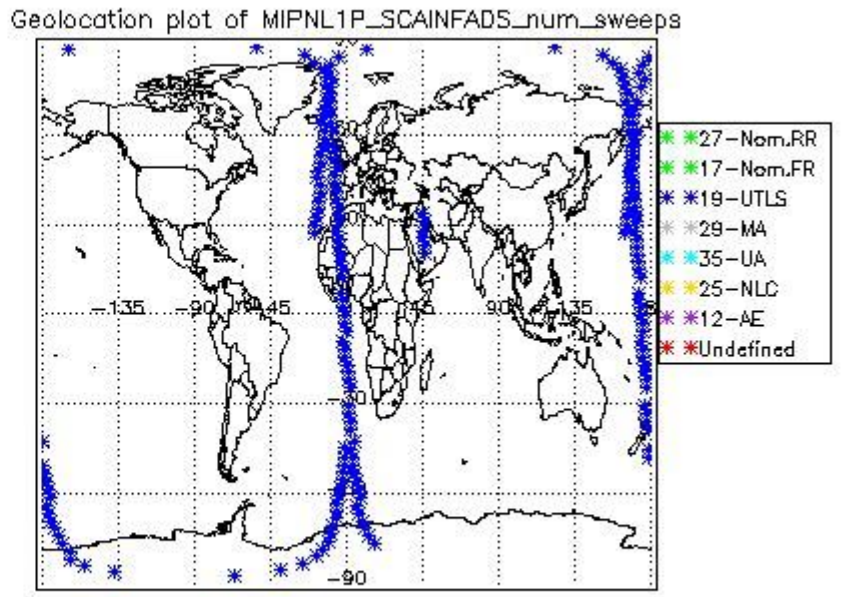 Geolocation plot of MIPNL1P_SCAINFADS_num_sweeps
27-Nom.RR
17-Nom.FR
19-UTLS
29-MA
-135 -90 -45 45 90 135
35-UA
25-NLC
12-AE
Undefined
-90